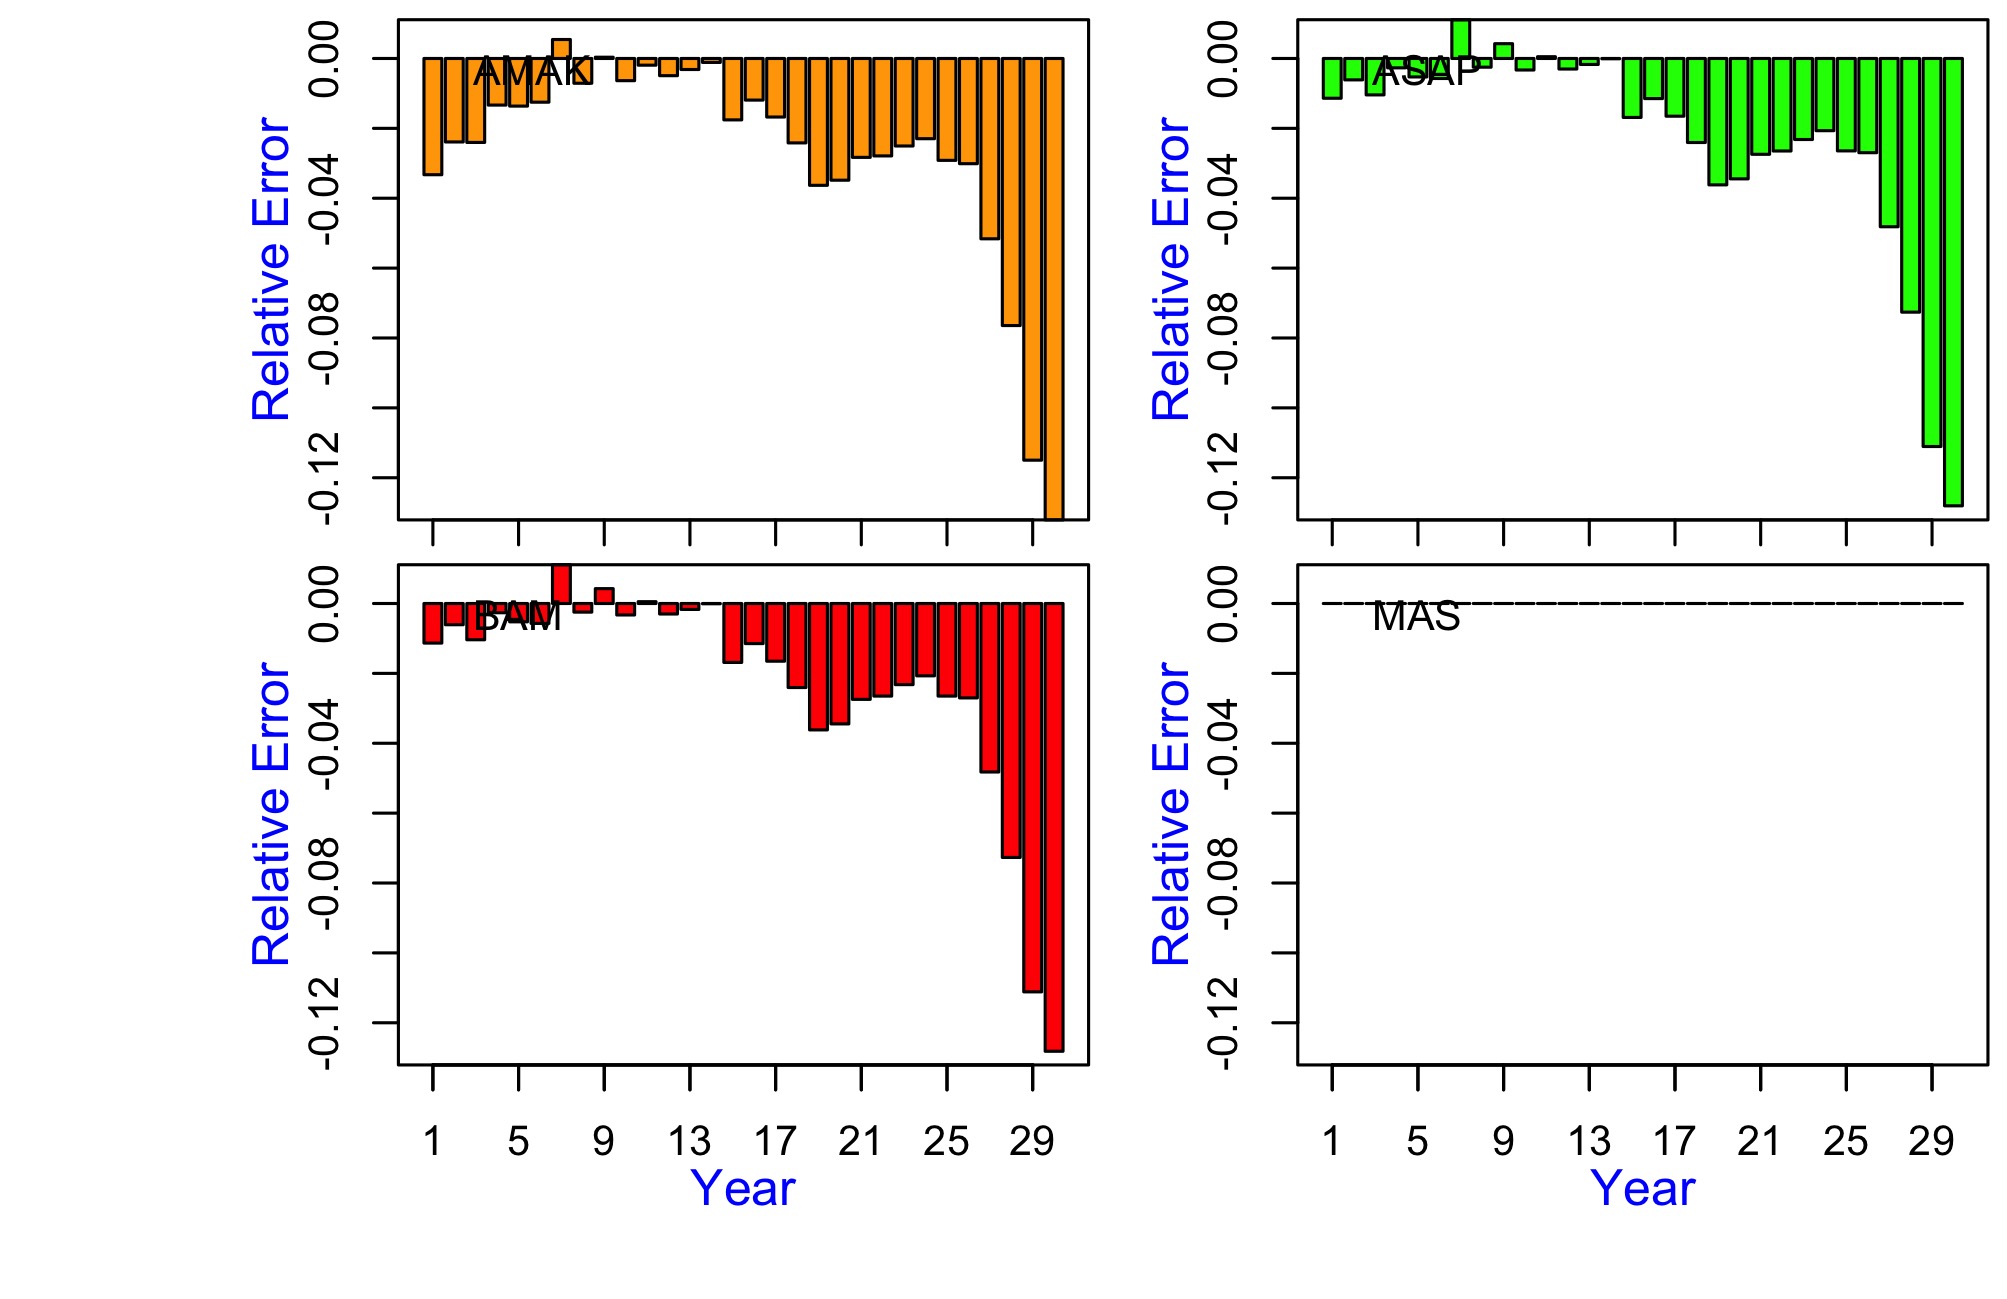 AMAK
Relative Error
0.00
-0.04
-0.08
-0.12
ASAP
Relative Error
0.00
-0.04
-0.08
-0.12
BAM
Relative Error
0.00
-0.04
-0.08
-0.12
1 5 9 13 17 21 25 29
Year
MAS
Relative Error
0.00
-0.04
-0.08
-0.12
1 5 9 13 17 21 25 29
Year